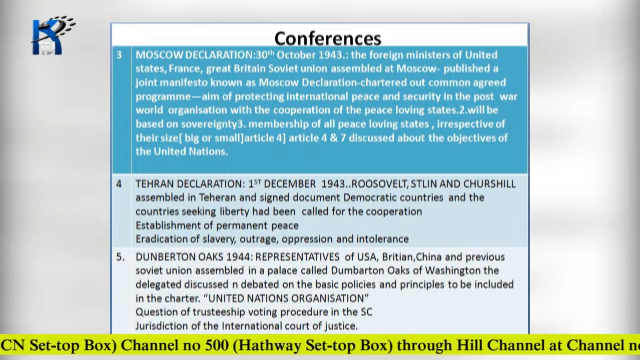 Conferences
3 MOSCOW DECLARATION:30th October 1943.: the foreign ministers of United
states, France, great Britain Soviet union assembled at Moscow- published a
joint manifesto known as Moscow Declaration-chartered out common agreed
programme—aim of protecting international peace and security in the post war
world organisation with the cooperation of the peace loving states.2.will be
based on sovereignty3. membership of all peace loving states , irrespective of
their size[ big or small]article 4] article 4 & 7 discussed about the objectives of
the United Nations.
4 TEHRAN DECLARATION: 1ST DECEMBER 1943..ROOSOVELT, STLIN AND CHURSHILL
assembled in Teheran and signed document Democratic countries and the
countries seeking liberty had been called for the cooperation
Establishment of permanent peace
Eradication of slavery, outrage, oppression and intolerance
5. DUNBERTON OAKS 1944: REPRESENTATIVES of USA, Britian,China and previous
soviet union assembled in a palace called Dumbarton Oaks of Washington the
delegated discussed n debated on the basic policies and principles to be included
in the charter. “UNITED NATIONS ORGANISATION”
Question of trusteeship voting procedure in the SC
Jurisdiction of the International court of justice.
CN Set-top Box) Channel no 500 (Hathway Set-top Box) through Hill Channel at Channel n